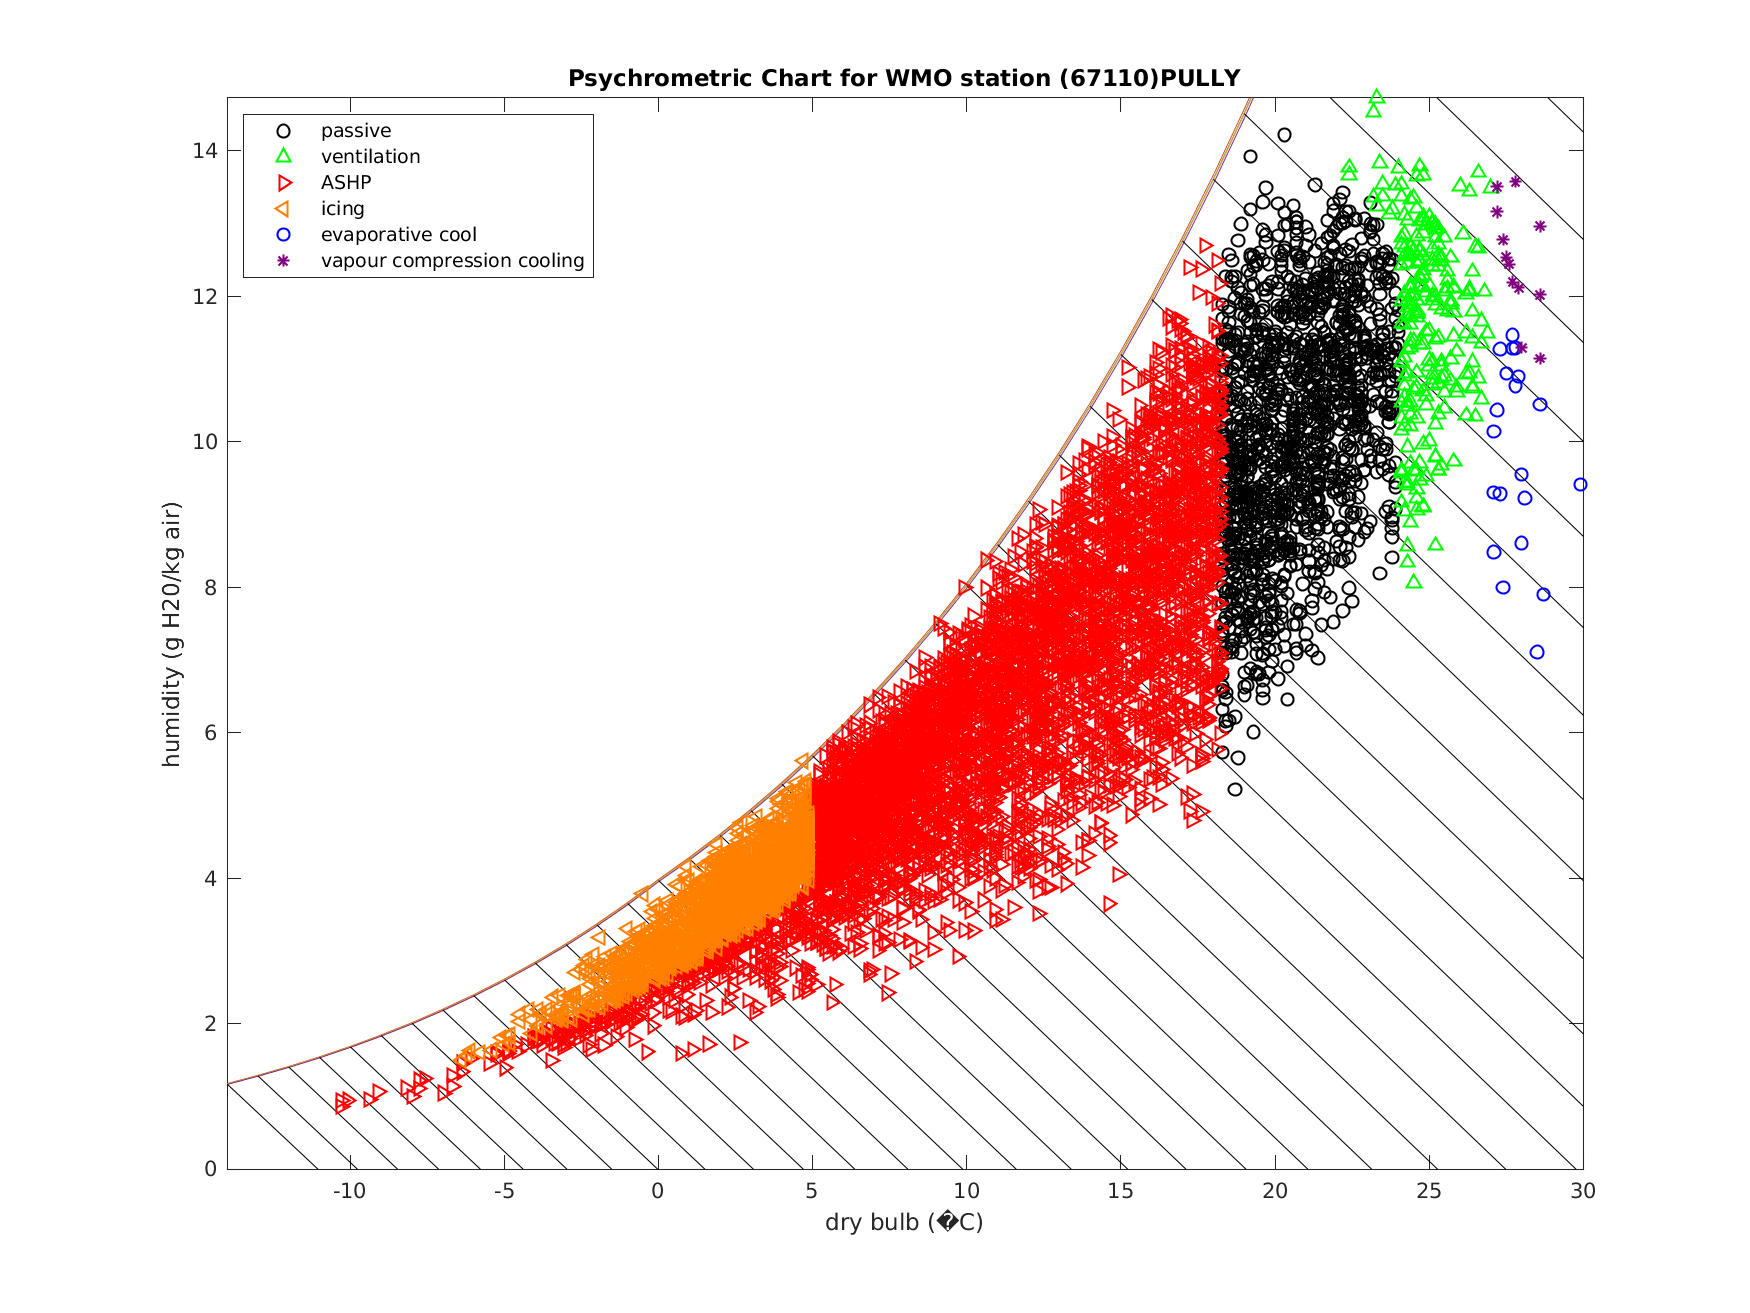 Psychrometric Chart for WMO station (67110)PULLY
passive
ventilation
ASHP
icing
evaporative cool
vapour compression cooling
14
12
10
8
6
4
2
0
humidity (g H20/kg air)
-10 -5 0 5 10 15 20 25 30
dry bulb (�C)